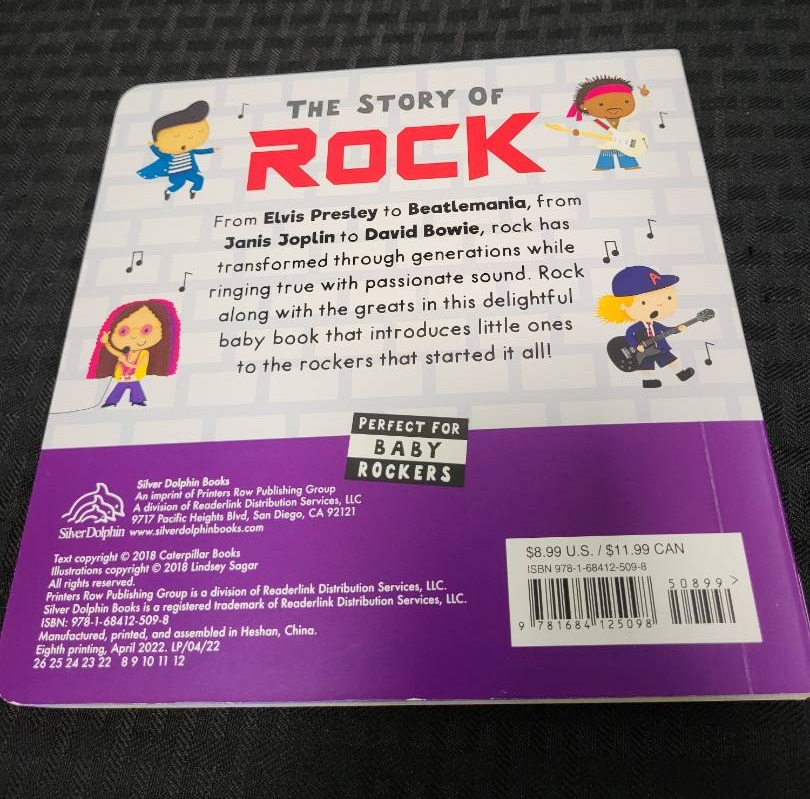 THE STORY OF
ROCK
From Elvis Presley to Beatlemania, from
Janis Joplin to David Bowie, rock has
transformed through generations while
ringing true with passionate sound. Rock
along with the greats in this delightful
baby book that introduces little ones
to the rockers that started it all!
A
PERFECT FOR
BABY
ROCKERS
Silver Dolphin
Silver Dolphin Books
An imprint of Printers Row Publishing Group
A division of Readerlink Distribution Services, LLC
9717 Pacific Heights Blvd, San Diego, CA 92121
www.silverdolphinbooks.com
Text copyright © 2018 Caterpillar Books
Illustrations copyright © 2018 Lindsey Sagar
All rights reserved.
Printers Row Publishing Group is a division of Readerlink Distribution Services, LLC.
Silver Dolphin Books is a registered trademark of Readerlink Distribution Services, LLC.
ISBN: 978-1-68412-509-8
Manufactured, printed, and assembled in Heshan, China.
Eighth printing, April 2022. LP/04/22
26 25 24 23 22 8 9 10 11 12
$8.99 U.S. / $11.99 CAN
ISBN 978-1-68412-509-8
50899>
9 781684 125098